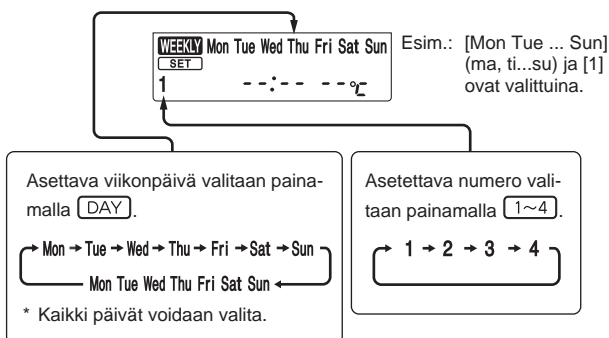 WEEKLY Mon Tue Wed Thu Fri Sat Sun
SET
1 --:-- --°C
Esim.: [Mon Tue ... Sun]
(ma, ti...su) ja [1]
ovat valittuina.
Asettava viikonpäivä valitaan paina-
malla DAY.
Mon → Tue → Wed → Thu → Fri → Sat → Sun
Mon Tue Wed Thu Fri Sat Sun
* Kaikki päivät voidaan valita.
Asetettava numero vali-
taan painamalla 1~4.
1 → 2 → 3 → 4